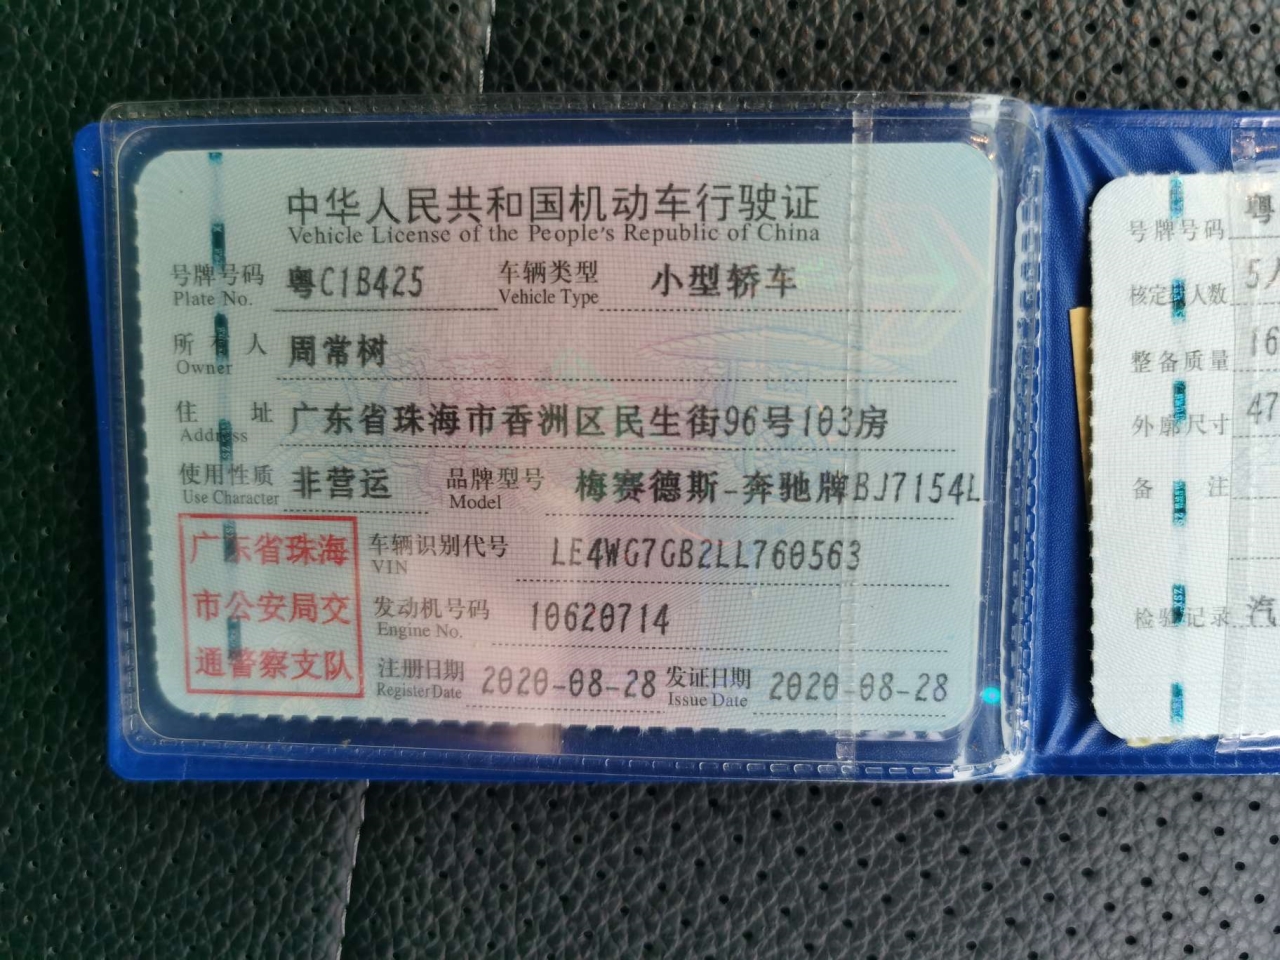 中华人民共和国机动车行驶证
Vehicle License of the People's Republic of China
号牌号码 粤C1B425 车辆类型 小型轿车
Plate No. Vehicle Type
所有人 周常树
Owner
住址 广东省珠海市香洲区民生街96号103房
Address
使用性质 非营运 品牌型号 梅赛德斯-奔驰牌BJ7154L
Use Character Model
车辆识别代号 LE4WG7GB2LL760563
VIN
发动机号码 10620714
Engine No.
注册日期 2020-08-28 发证日期 2020-08-28
Register Date Issue Date
广东省珠海
市公安局交
通警察支队
号牌号码 粤
核定载人数 5人
整备质量 16
外廓尺寸 47
备注
检验记录 汽